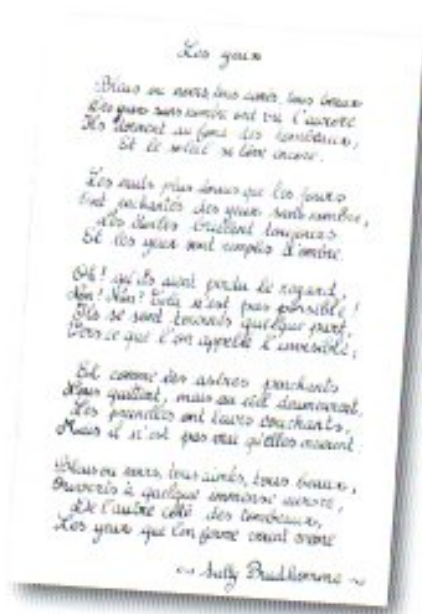 Les yeux
Bleus ou noirs, tous aimés, tous beaux
Des yeux sans nombre ont vu l'aurore
Ils dorment au fond des tombeaux,
Et le soleil se lève encore.
Les nuits plus douces que les jours
Ont enchanté des yeux sans nombre,
Les étoiles brillent toujours
Et les yeux sont remplis d'ombre.
Oh! qu'ils aient perdu le regard,
Non! Non! Cela n'est pas possible!
Ils se sont tournés quelque part,
Vers ce que l'on appelle l'invisible;
Et comme des astres penchants
Nous quittent, mais au ciel demeurent,
Les prunelles ont leurs couchants,
Mais il n'est pas vrai qu'elles meurent.
Bleus ou noirs, tous aimés, tous beaux,
Ouverts à quelque immense aurore,
De l'autre côté des tombeaux,
Les yeux que l'on ferme voient encore
Sully Prudhomme